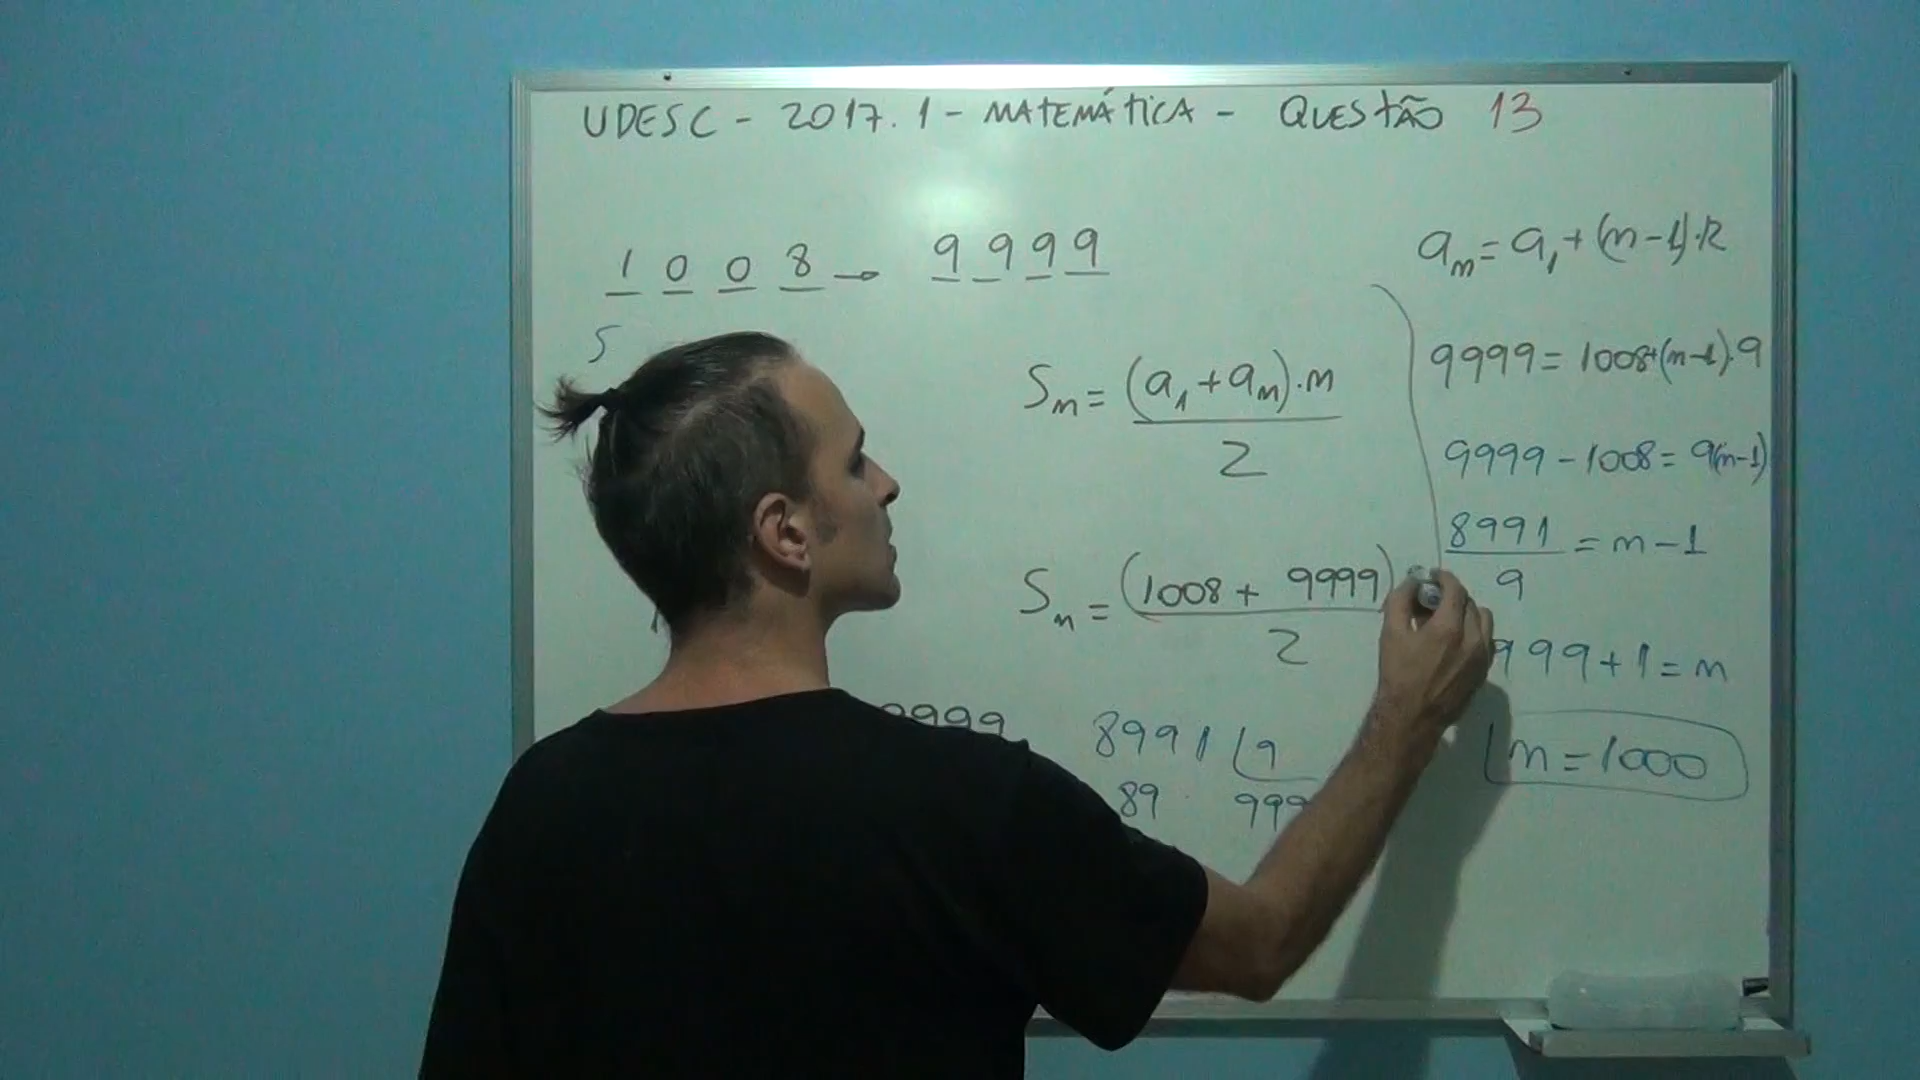 UDESC - 2017.1 - MATEMÁTICA - QUESTÃO 13
1 0 0 8 → 9 9 9 9
5
Sn = (a1 + an).n / 2
Sn = (1008 + 9999) / 2
9999
8991 | 9
89 999
an = a1 + (n-1).r
9999 = 1008+(n-1).9
9999 - 1008 = 9(n-1)
8991 / 9 = n - 1
999 + 1 = n
n = 1000